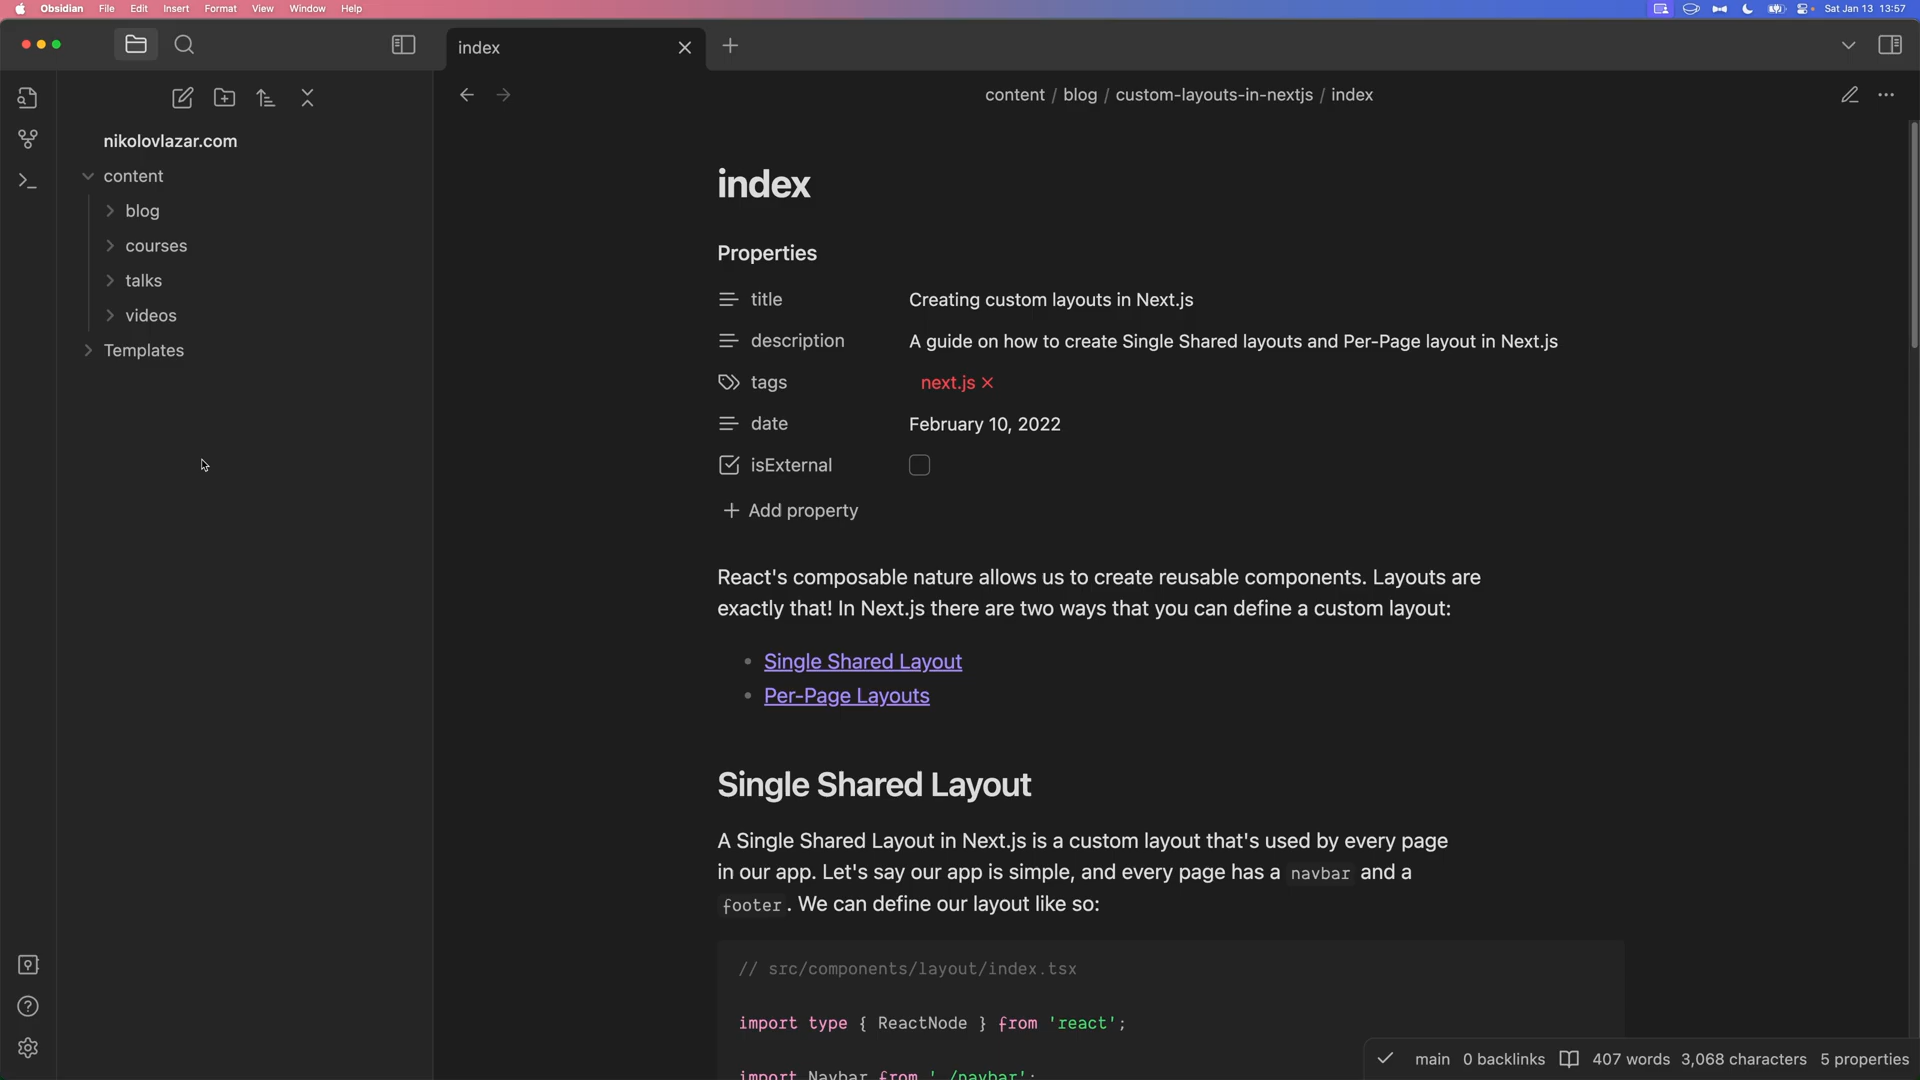 Obsidian File Edit Insert Format View Window Help
Sat Jan 13 13:57
index
content / blog / custom-layouts-in-nextjs / index
nikolovlazar.com
content
blog
courses
talks
videos
Templates
index
Properties
title Creating custom layouts in Next.js
description A guide on how to create Single Shared layouts and Per-Page layout in Next.js
tags next.js
date February 10, 2022
isExternal
Add property
React's composable nature allows us to create reusable components. Layouts are
exactly that! In Next.js there are two ways that you can define a custom layout:
• Single Shared Layout
• Per-Page Layouts
Single Shared Layout
A Single Shared Layout in Next.js is a custom layout that's used by every page
in our app. Let's say our app is simple, and every page has a navbar and a
footer. We can define our layout like so:
// src/components/layout/index.tsx
import type { ReactNode } from 'react';
import Navbar from './navbar';
main 0 backlinks 407 words 3,068 characters 5 properties